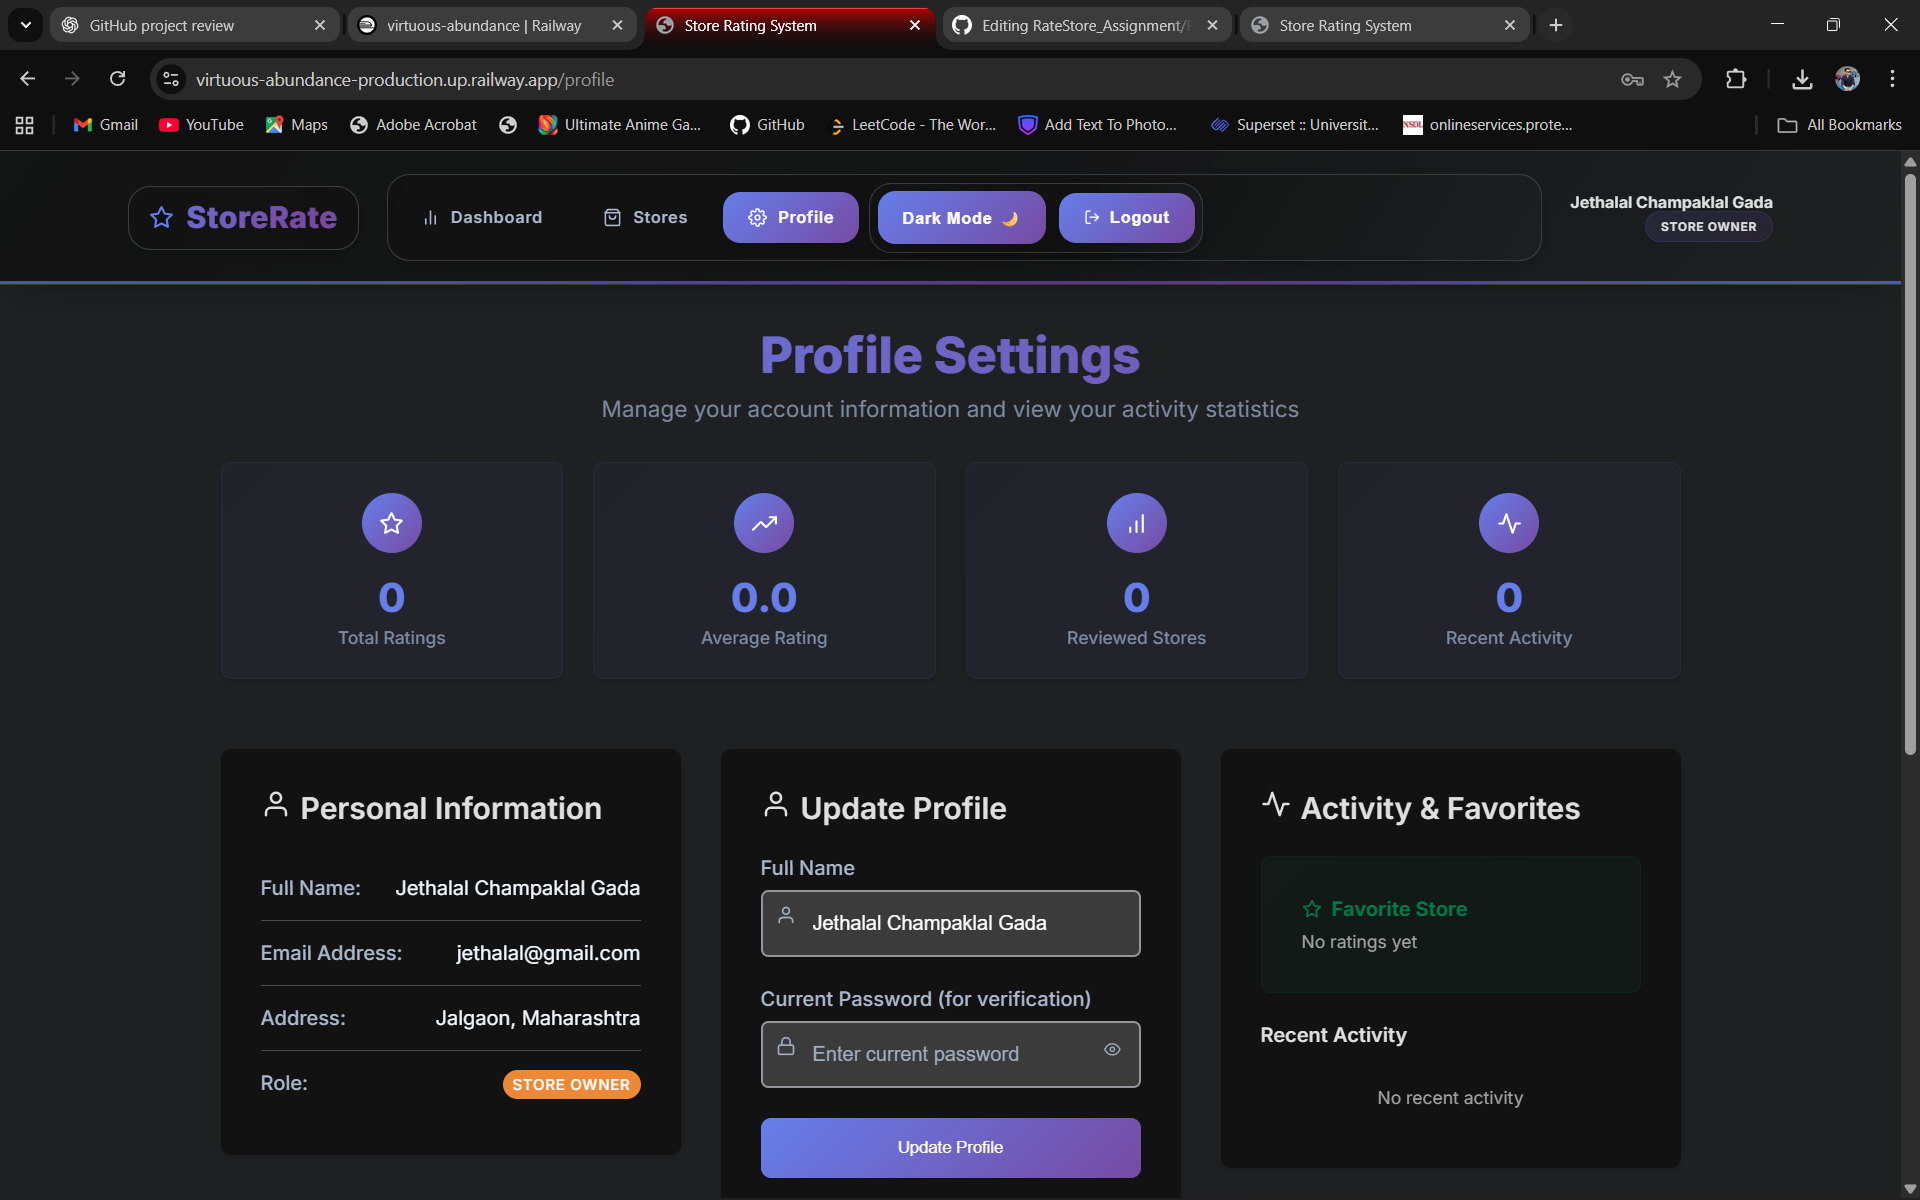 GitHub project review
virtuous-abundance | Railway
Store Rating System
Editing RateStore_Assignment/
Store Rating System
virtuous-abundance-production.up.railway.app/profile
Gmail
YouTube
Maps
Adobe Acrobat
Ultimate Anime Ga...
GitHub
LeetCode - The Wor...
Add Text To Photo...
Superset :: Universit...
NSDL
onlineservices.prote...
All Bookmarks
StoreRate
Dashboard
Stores
Profile
Dark Mode 🌙
Logout
Jethalal Champaklal Gada
STORE OWNER
Profile Settings
Manage your account information and view your activity statistics
0
Total Ratings
0.0
Average Rating
0
Reviewed Stores
0
Recent Activity
Personal Information
Full Name: Jethalal Champaklal Gada
Email Address: jethalal@gmail.com
Address: Jalgaon, Maharashtra
Role: STORE OWNER
Update Profile
Full Name
Jethalal Champaklal Gada
Current Password (for verification)
Enter current password
Update Profile
Activity & Favorites
Favorite Store
No ratings yet
Recent Activity
No recent activity